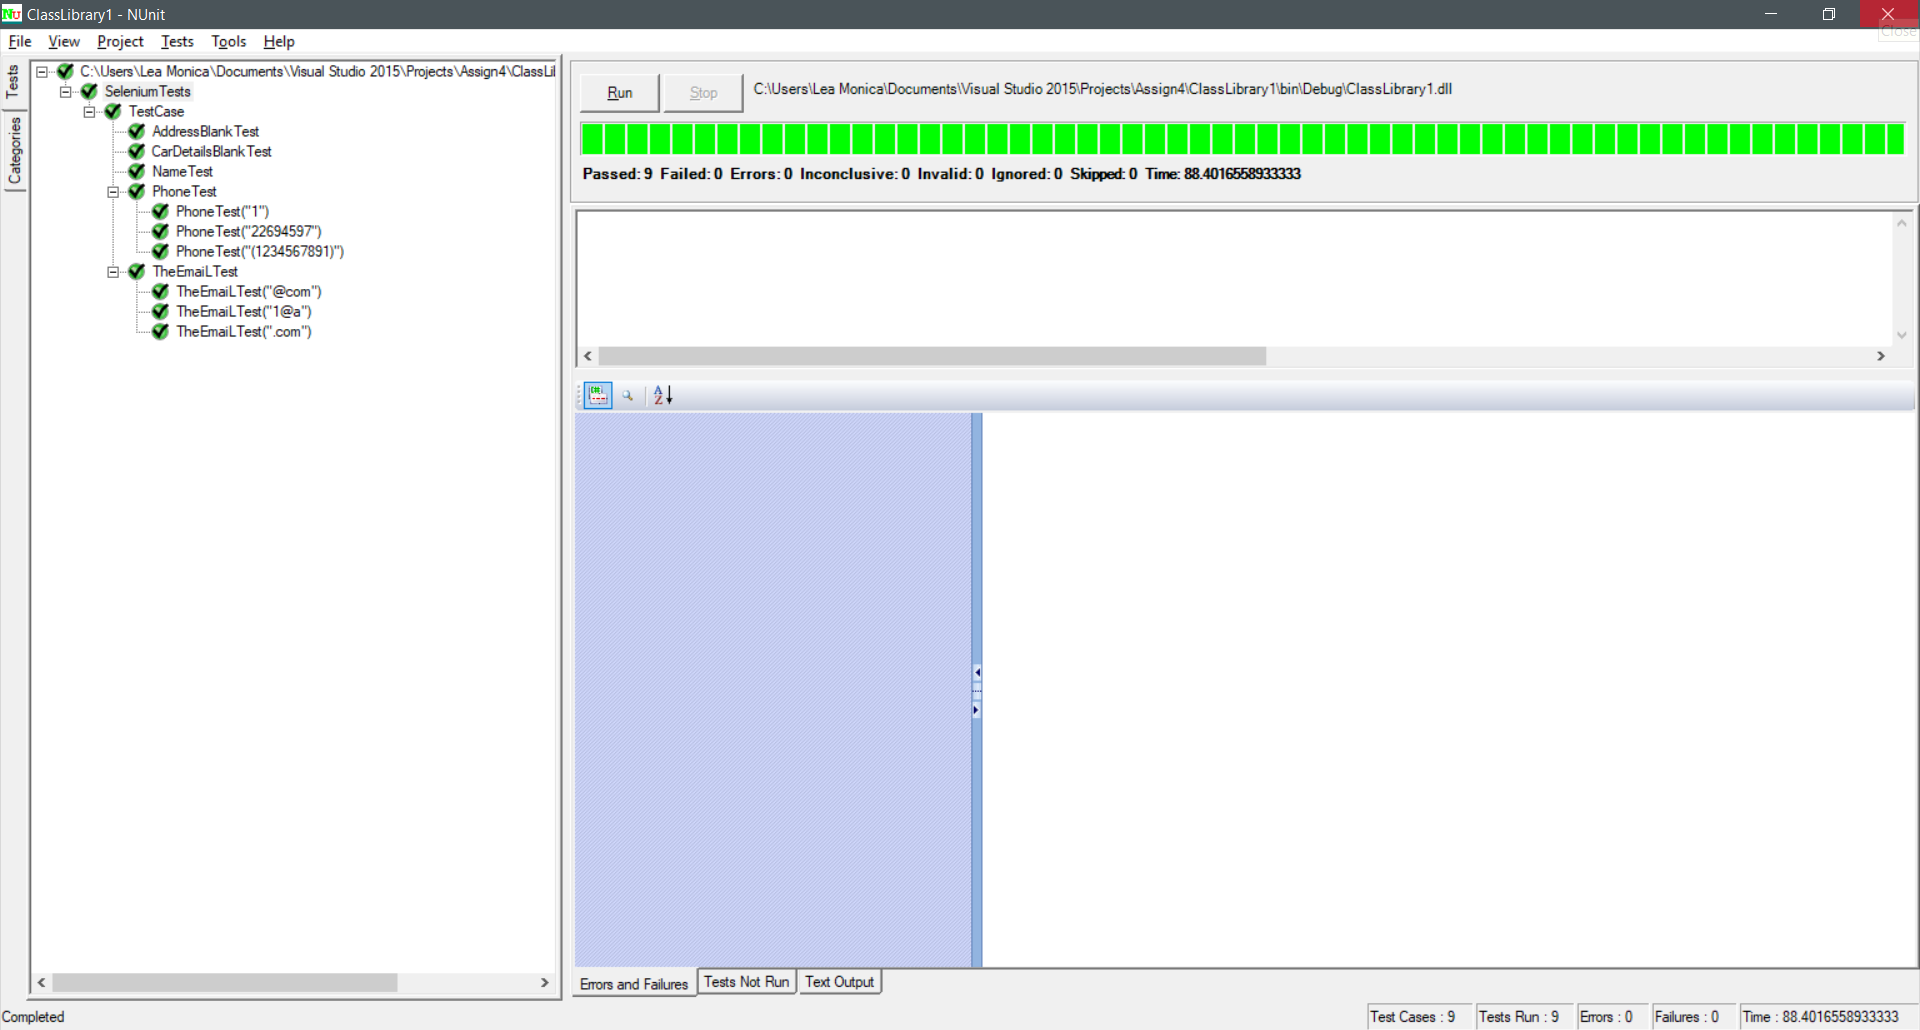 ClassLibrary1 - NUnit
Close
File View Project Tests Tools Help
Tests
Categories
C:\Users\Lea Monica\Documents\Visual Studio 2015\Projects\Assign4\ClassLi
SeleniumTests
TestCase
AddressBlankTest
CarDetailsBlankTest
NameTest
PhoneTest
PhoneTest("1")
PhoneTest("22694597")
PhoneTest("(1234567891)")
TheEmaiLTest
TheEmaiLTest("@com")
TheEmaiLTest("1@a")
TheEmaiLTest(".com")
Run Stop C:\Users\Lea Monica\Documents\Visual Studio 2015\Projects\Assign4\ClassLibrary1\bin\Debug\ClassLibrary1.dll
Passed: 9 Failed: 0 Errors: 0 Inconclusive: 0 Invalid: 0 Ignored: 0 Skipped: 0 Time: 88.4016558933333
Errors and Failures Tests Not Run Text Output
Completed
Test Cases : 9 Tests Run : 9 Errors : 0 Failures : 0 Time : 88.4016558933333